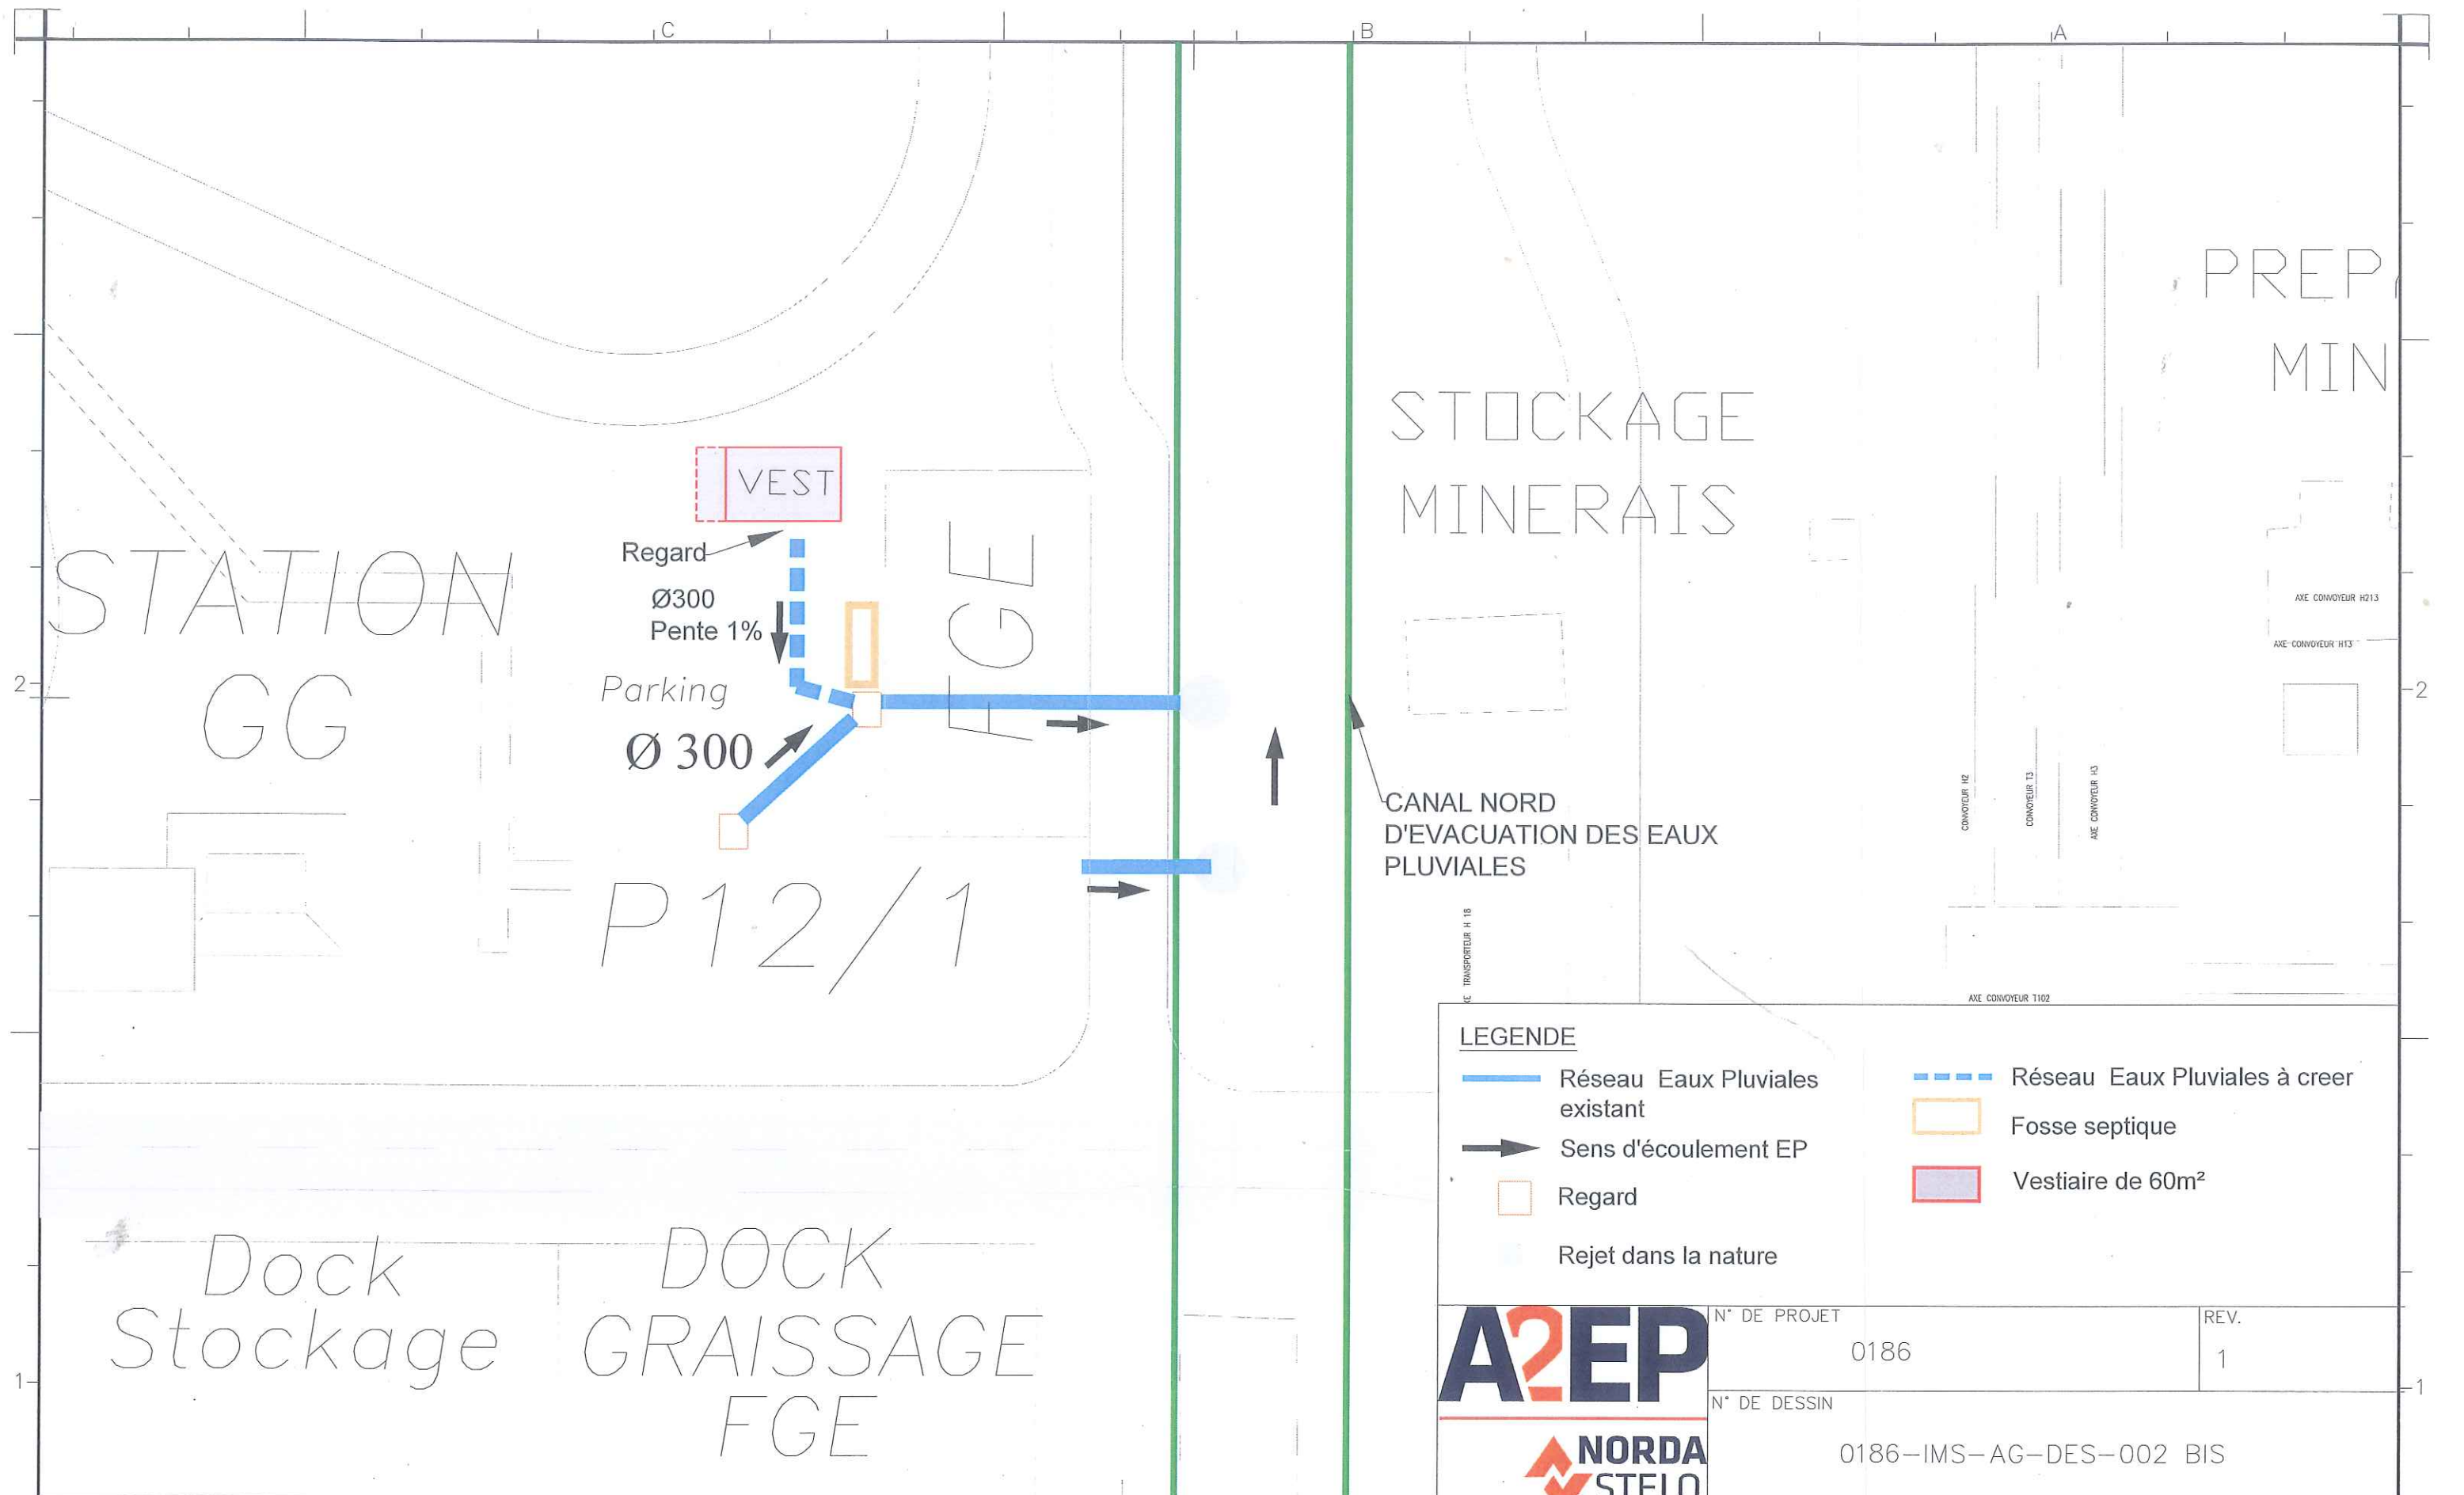 C
B
A
PREP
MIN
STOCKAGE
MINERAIS
VEST
Regard
Ø300
Pente 1%
Parking
Ø 300
STATION
GG
ATGE
P12/1
2
2
CANAL NORD
D'EVACUATION DES EAUX
PLUVIALES
AXE CONVOYEUR H213
AXE CONVOYEUR H13
CONVOYEUR H2
CONVOYEUR T3
AXE CONVOYEUR H3
TRANSPORTEUR H 18
AXE CONVOYEUR T102
LEGENDE
Réseau Eaux Pluviales
existant
Sens d'écoulement EP
Regard
Rejet dans la nature
Réseau Eaux Pluviales à creer
Fosse septique
Vestiaire de 60m²
Dock
Stockage
DOCK
GRAISSAGE
FGE
1
1
A2EP
NORDA
STELO
N° DE PROJET
0186
REV.
1
N° DE DESSIN
0186-IMS-AG-DES-002 BIS